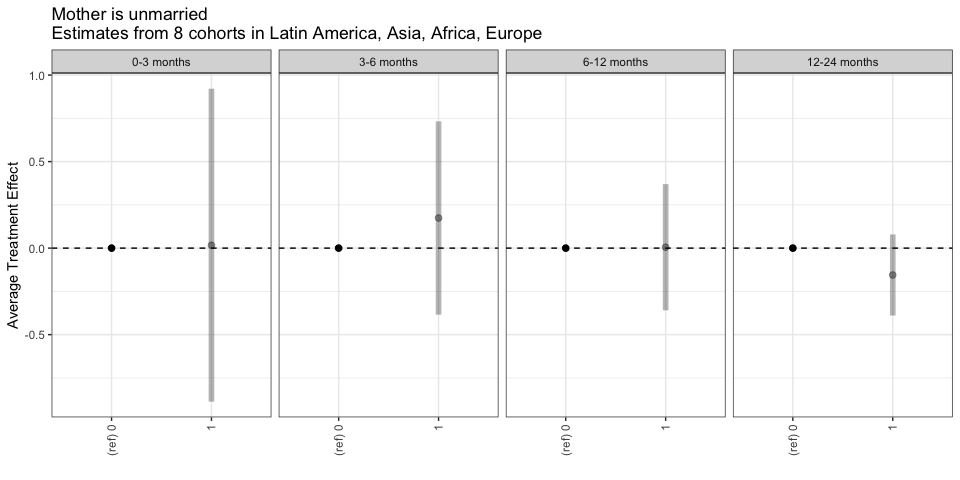 Mother is unmarried
Estimates from 8 cohorts in Latin America, Asia, Africa, Europe
0-3 months
3-6 months
6-12 months
12-24 months
Average Treatment Effect
1.0
0.5
0.0
-0.5
(ref) 0
1
(ref) 0
1
(ref) 0
1
(ref) 0
1